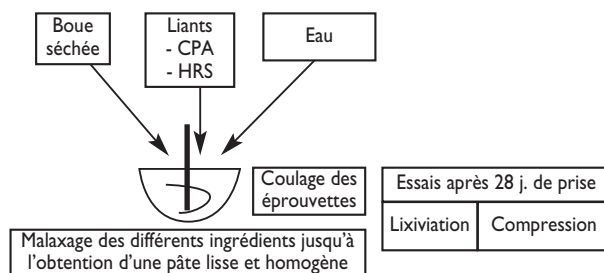 Boue
séchée
Liants
- CPA
- HRS
Eau
Coulage des
éprouvettes
Essais après 28 j. de prise
Lixiviation
Compression
Malaxage des différents ingrédients jusqu'à
l'obtention d'une pâte lisse et homogène